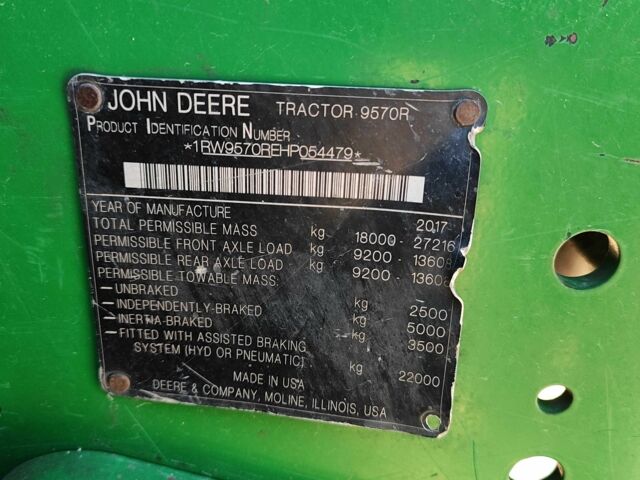 JOHN DEERE TRACTOR 9570R
PRODUCT IDENTIFICATION NUMBER
*1RW9570REHP054479*
YEAR OF MANUFACTURE 2017
TOTAL PERMISSIBLE MASS kg 18000 - 27216
PERMISSIBLE FRONT AXLE LOAD kg 9200 - 13608
PERMISSIBLE REAR AXLE LOAD kg 9200 - 13608
PERMISSIBLE TOWABLE MASS:
- UNBRAKED kg 2500
- INDEPENDENTLY-BRAKED kg 5000
- INERTIA-BRAKED kg 3500
- FITTED WITH ASSISTED BRAKING
SYSTEM (HYD OR PNEUMATIC) kg 22000
MADE IN USA
DEERE & COMPANY, MOLINE, ILLINOIS, USA